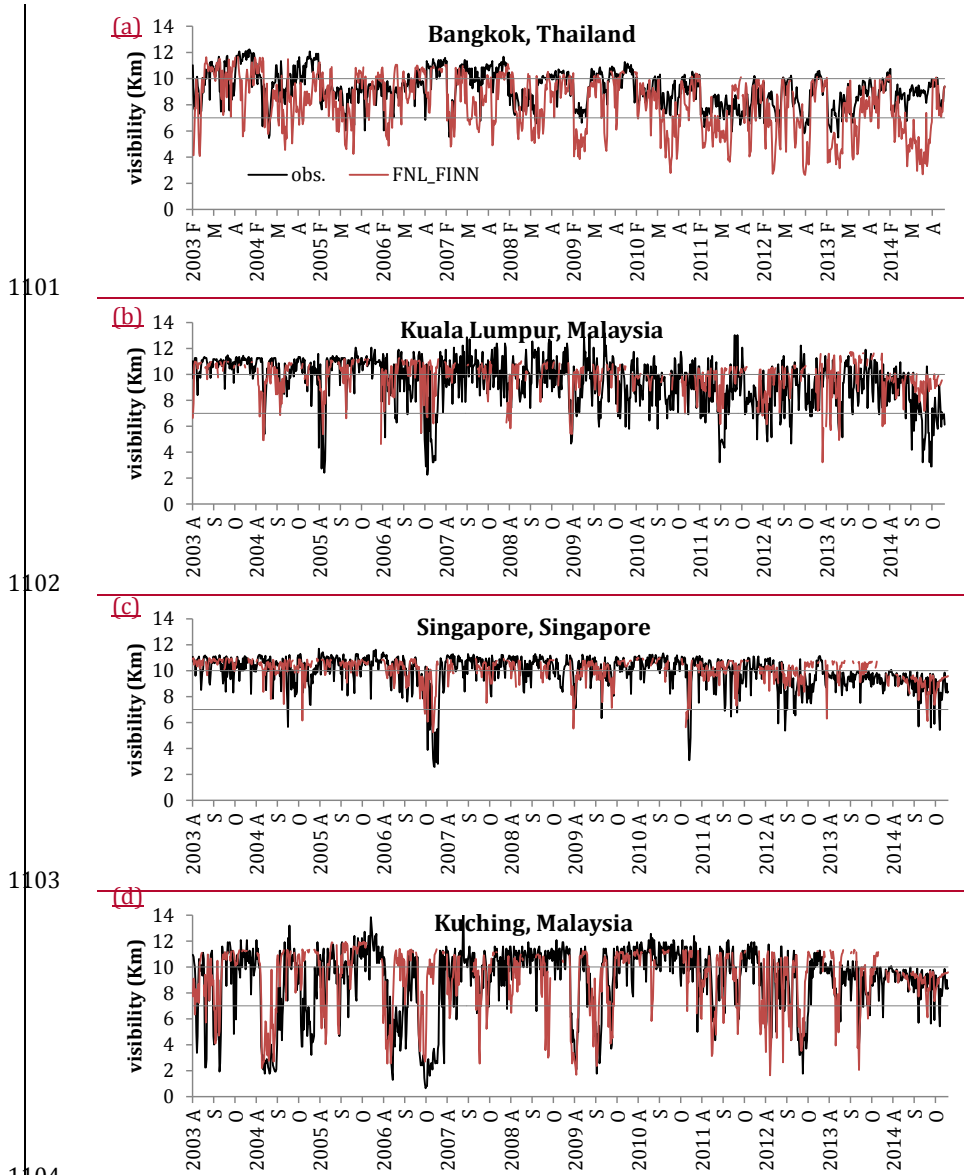 (a)
Bangkok, Thailand
visibility (Km)
14
12
10
8
6
4
2
0
obs.
FNL_FINN
2003 F M A 2004 F M A 2005 F M A 2006 F M A 2007 F M A 2008 F M A 2009 F M A 2010 F M A 2011 F M A 2012 F M A 2013 F M A 2014 F M A
1101
(b)
Kuala Lumpur, Malaysia
visibility (Km)
14
12
10
8
6
4
2
0
2003 A S O 2004 A S O 2005 A S O 2006 A S O 2007 A S O 2008 A S O 2009 A S O 2010 A S O 2011 A S O 2012 A S O 2013 A S O 2014 A S O
1102
(c)
Singapore, Singapore
visibility (Km)
14
12
10
8
6
4
2
0
2003 A S O 2004 A S O 2005 A S O 2006 A S O 2007 A S O 2008 A S O 2009 A S O 2010 A S O 2011 A S O 2012 A S O 2013 A S O 2014 A S O
1103
(d)
Kuching, Malaysia
visibility (Km)
14
12
10
8
6
4
2
0
2003 A S O 2004 A S O 2005 A S O 2006 A S O 2007 A S O 2008 A S O 2009 A S O 2010 A S O 2011 A S O 2012 A S O 2013 A S O 2014 A S O
1104